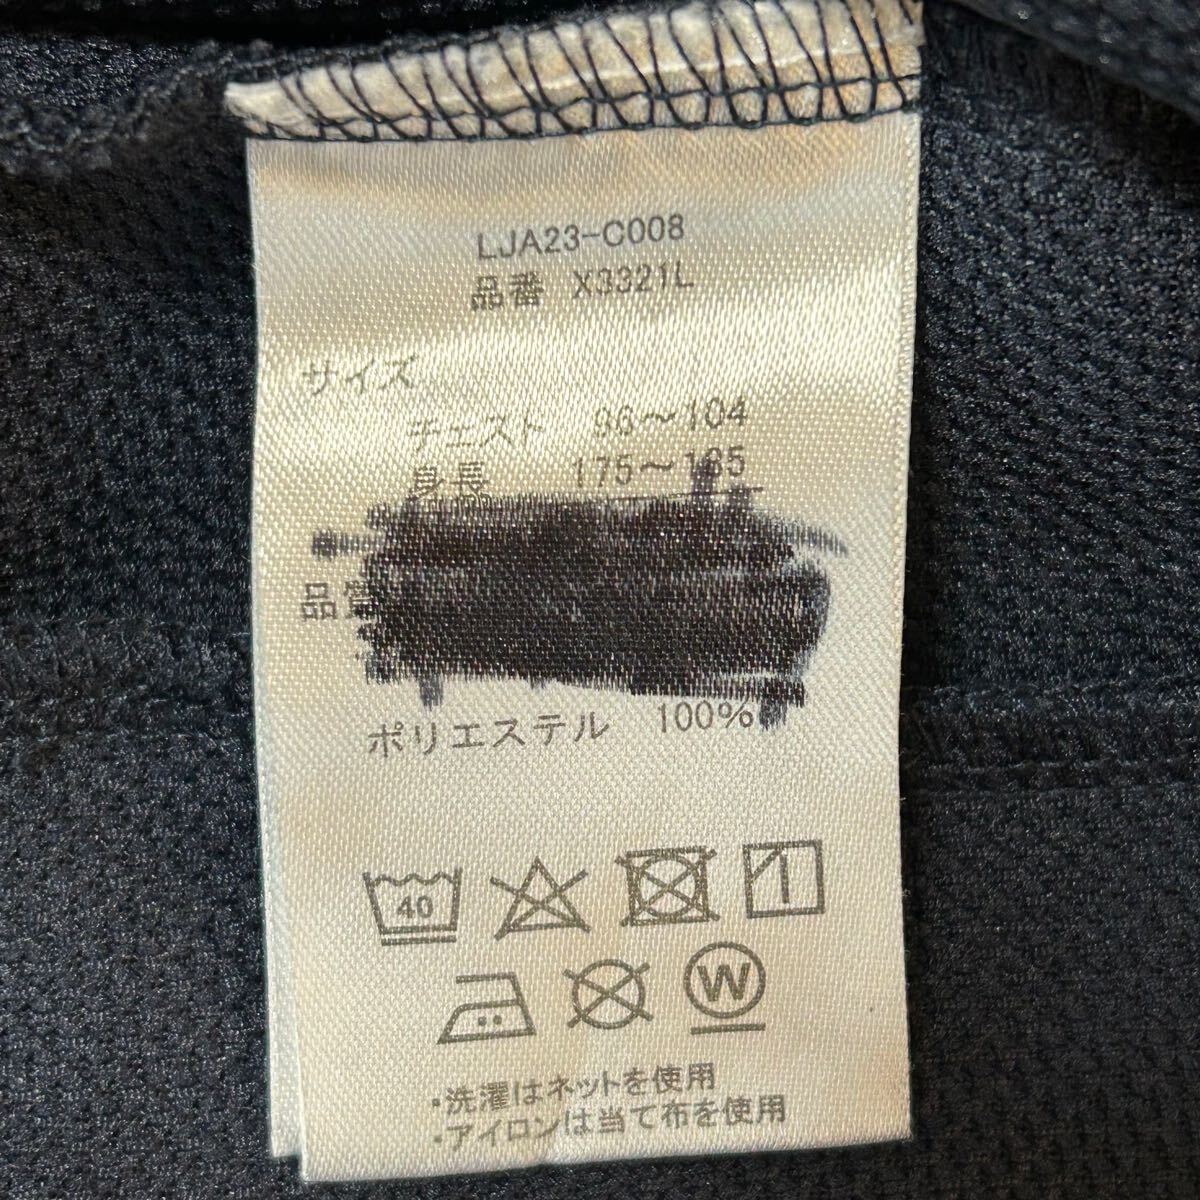 LJA23-C008
品番 X3321L
サイズ
チェスト 96～104
身長 175～185
品質
ポリエステル 100%
40
W
・洗濯はネットを使用
・アイロンは当て布を使用